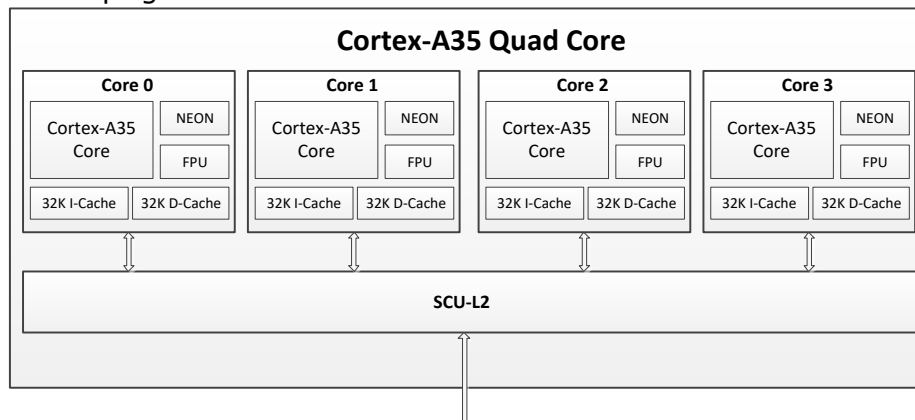 Cortex-A35 Quad Core
Core 0
Cortex-A35
Core
NEON
FPU
32K I-Cache
32K D-Cache
Core 1
Cortex-A35
Core
NEON
FPU
32K I-Cache
32K D-Cache
Core 2
Cortex-A35
Core
NEON
FPU
32K I-Cache
32K D-Cache
Core 3
Cortex-A35
Core
NEON
FPU
32K I-Cache
32K D-Cache
SCU-L2